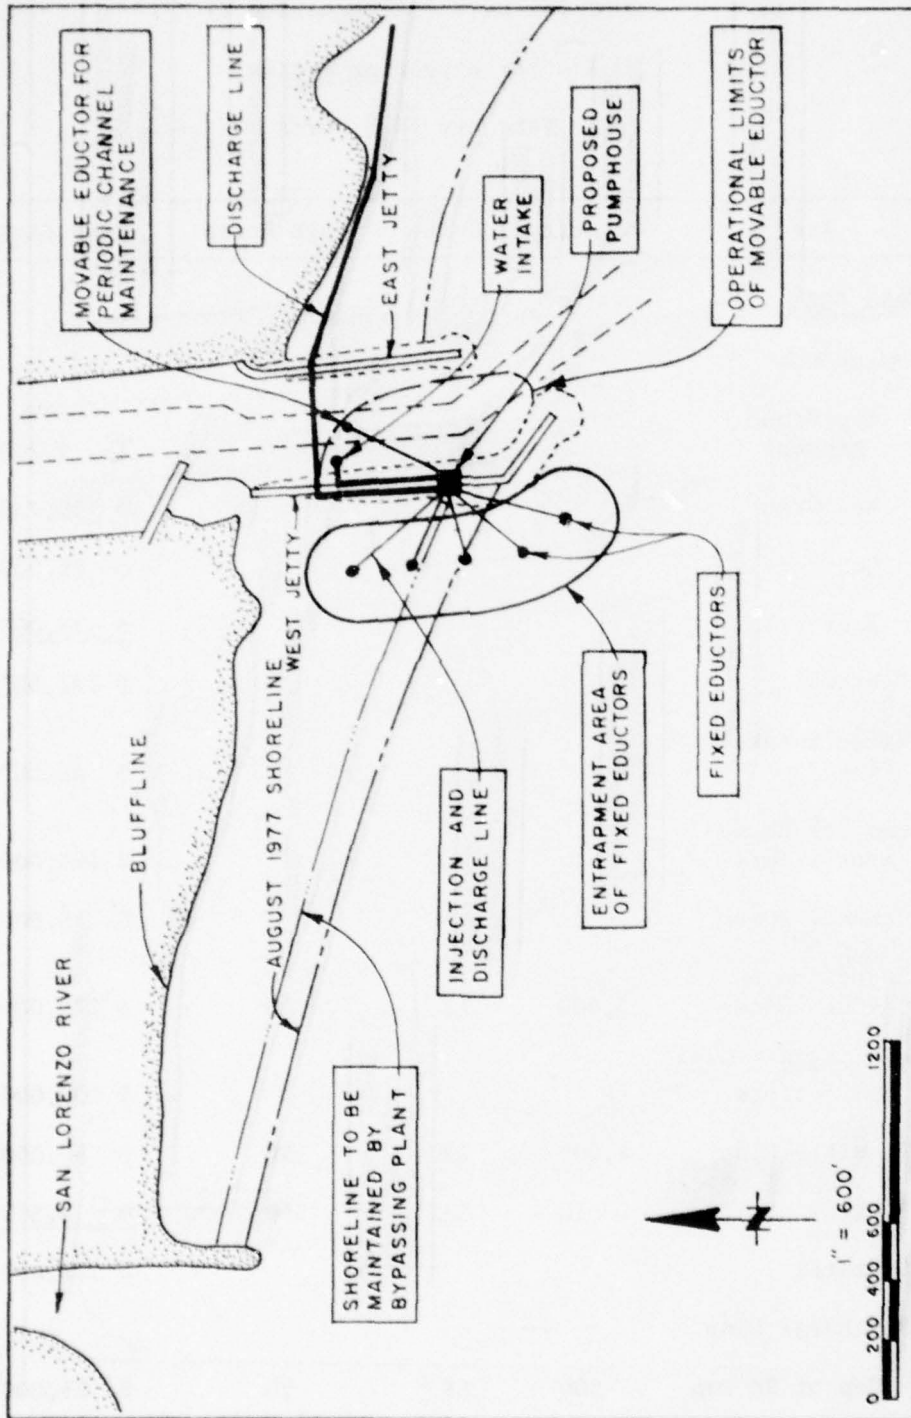 SAN LORENZO RIVER
BLUFFLINE
AUGUST 1977 SHORELINE
WEST JETTY
MOVABLE EDUCTOR FOR
PERIODIC CHANNEL
MAINTENANCE
DISCHARGE LINE
EAST JETTTY
WATER
INTAKE
PROPOSED
PUMPHOUSE
OPERATIONAL LIMITS
OF MOVABLE EDUCTOR
SHORELINE TO BE
MAINTAINED BY
BYPASSING PLANT
INJECTION AND
DISCHARGE LINE
ENTRAPMENT AREA
OF FIXED EDUCTORS
FIXED EDUCTORS
N
1" = 600'
0 200 400 600 1200